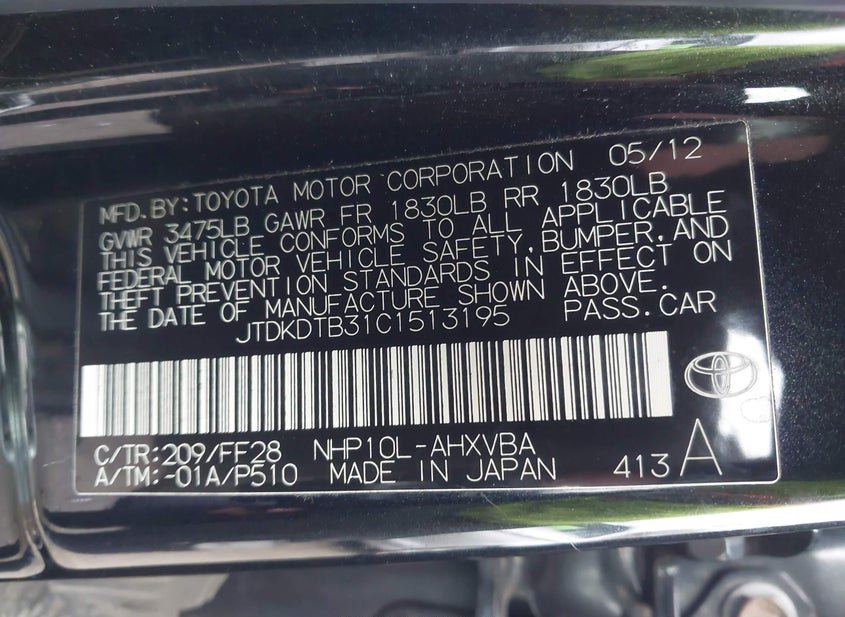 MFD. BY: TOYOTA MOTOR CORPORATION 05/12
GVWR 3475LB GAWR FR 1830LB RR 1830LB
THIS VEHICLE CONFORMS TO ALL APPLICABLE
FEDERAL MOTOR VEHICLE SAFETY, BUMPER, AND
THEFT PREVENTION STANDARDS IN EFFECT ON
THE DATE OF MANUFACTURE SHOWN ABOVE.
JTDKDTB31C1513195 PASS. CAR
C/TR: 209/FF28 NHP10L-AHXVBA
A/TM: -01A/P510 MADE IN JAPAN 413 A